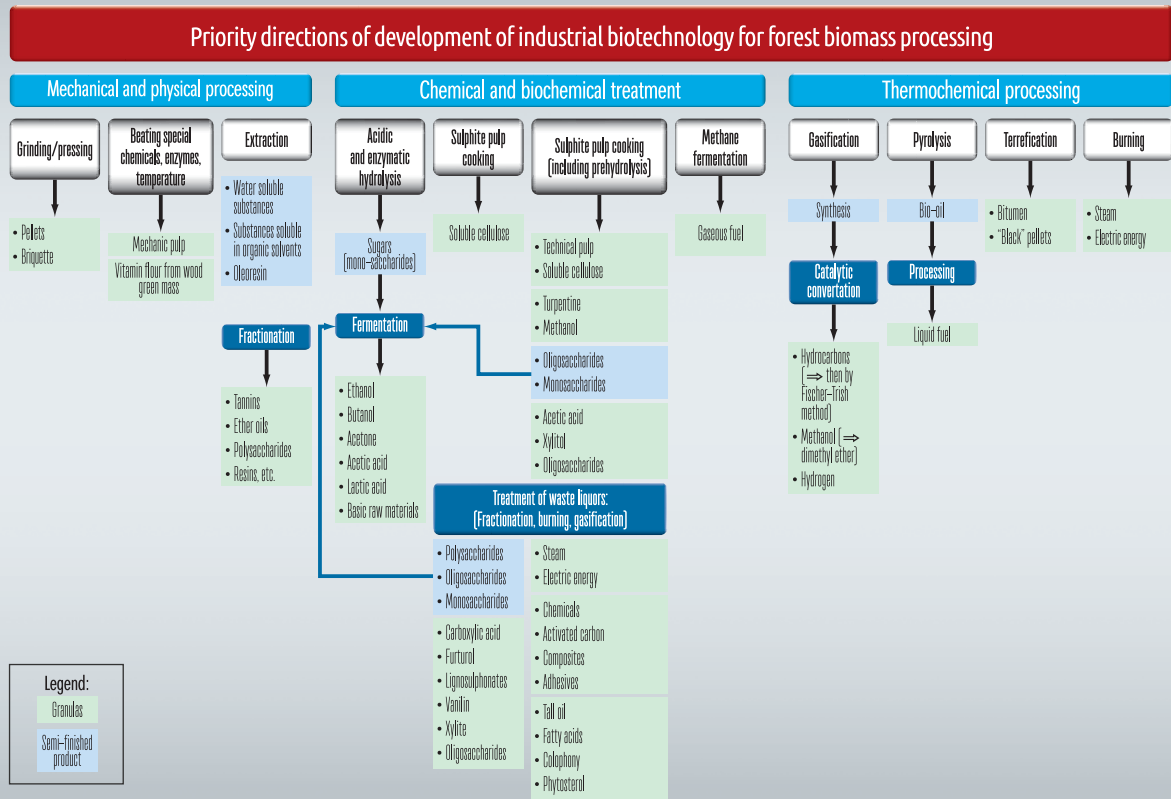 Priority directions of development of industrial biotechnology for forest biomass processing
Mechanical and physical processing
Grinding/pressing
• Pellets
• Briquette
Beating special
chemicals, enzymes,
temperature
Mechanic pulp
Vitamin flour from wood
green mass
Extraction
• Water soluble
substances
• Substances soluble
in organic solvents
• Oleoresin
Fractionation
• Tannins
• Ether oils
• Polysaccharides
• Resins, etc.
Chemical and biochemical treatment
Acidic
and enzymatic
hydrolysis
Sugars
(mono-saccharides)
Fermentation
• Ethanol
• Butanol
• Acetone
• Acetic acid
• Lactic acid
• Basic raw materials
Sulphite pulp
cooking
Soluble cellulose
Sulphite pulp cooking
(including prehydrolysis)
• Technical pulp
• Soluble cellulose
• Turpentine
• Methanol
• Oligosaccharides
• Monosaccharides
• Acetic acid
• Xylitol
• Oligosaccharides
Treatment of waste liquors:
(Fractionation, burning, gasification)
• Polysaccharides
• Oligosaccharides
• Monosaccharides
• Carboxylic acid
• Furturol
• Lignosulphonates
• Vanilin
• Xylite
• Oligosaccharides
• Steam
• Electric energy
• Chemicals
• Activated carbon
• Composites
• Adhesives
• Tall oil
• Fatty acids
• Colophony
• Phytosterol
Methane
fermentation
Gaseous fuel
Thermochemical processing
Gasification
Synthesis
Catalytic
convertation
• Hydrocarbons
(⇒ then by
Fischer-Trish
method)
• Methanol (⇒
dimethyl ether)
• Hydrogen
Pyrolysis
Bio-oil
Processing
Liquid fuel
Terrefication
• Bitumen
• "Black" pellets
Burning
• Steam
• Electric energy
Legend:
Granulas
Semi-finished
product